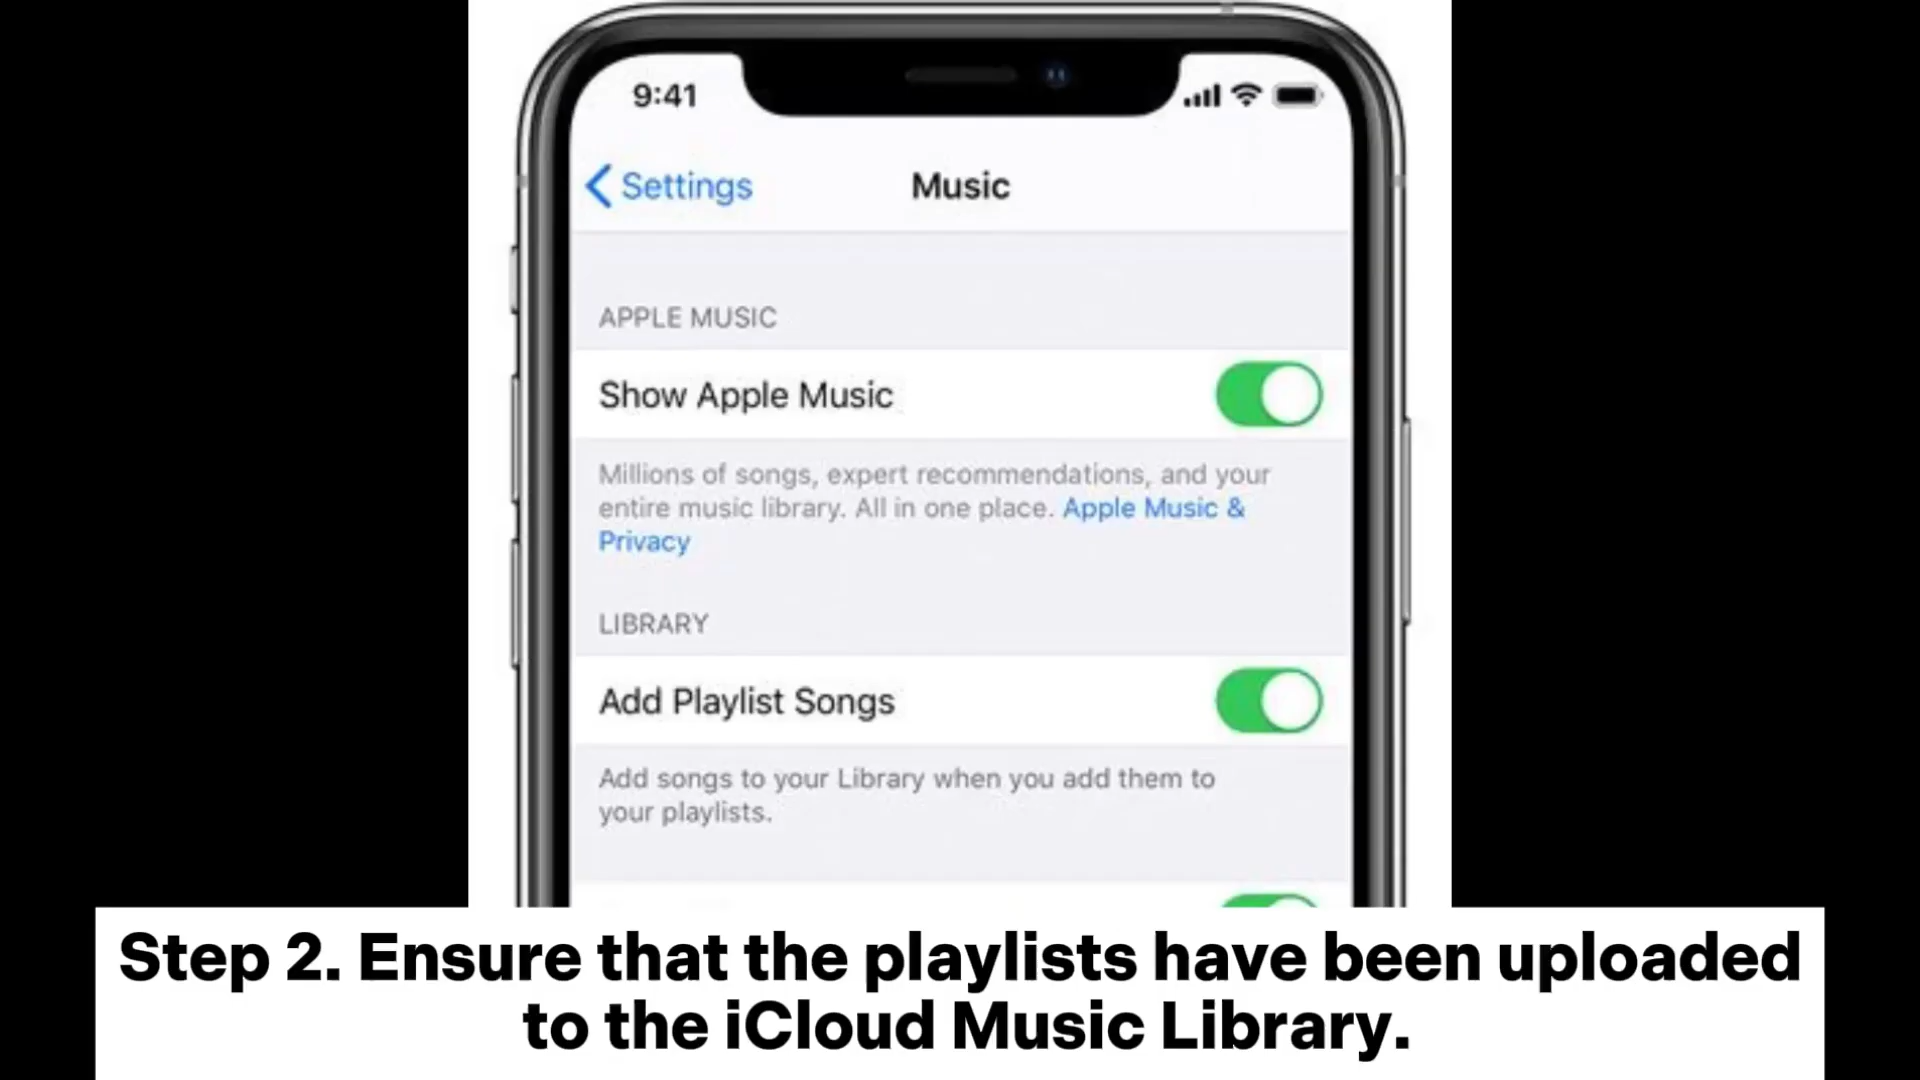 9:41
Settings
Music
APPLE MUSIC
Show Apple Music
Millions of songs, expert recommendations, and your
entire music library. All in one place. Apple Music &
Privacy
LIBRARY
Add Playlist Songs
Add songs to your Library when you add them to
your playlists.
Step 2. Ensure that the playlists have been uploaded
to the iCloud Music Library.